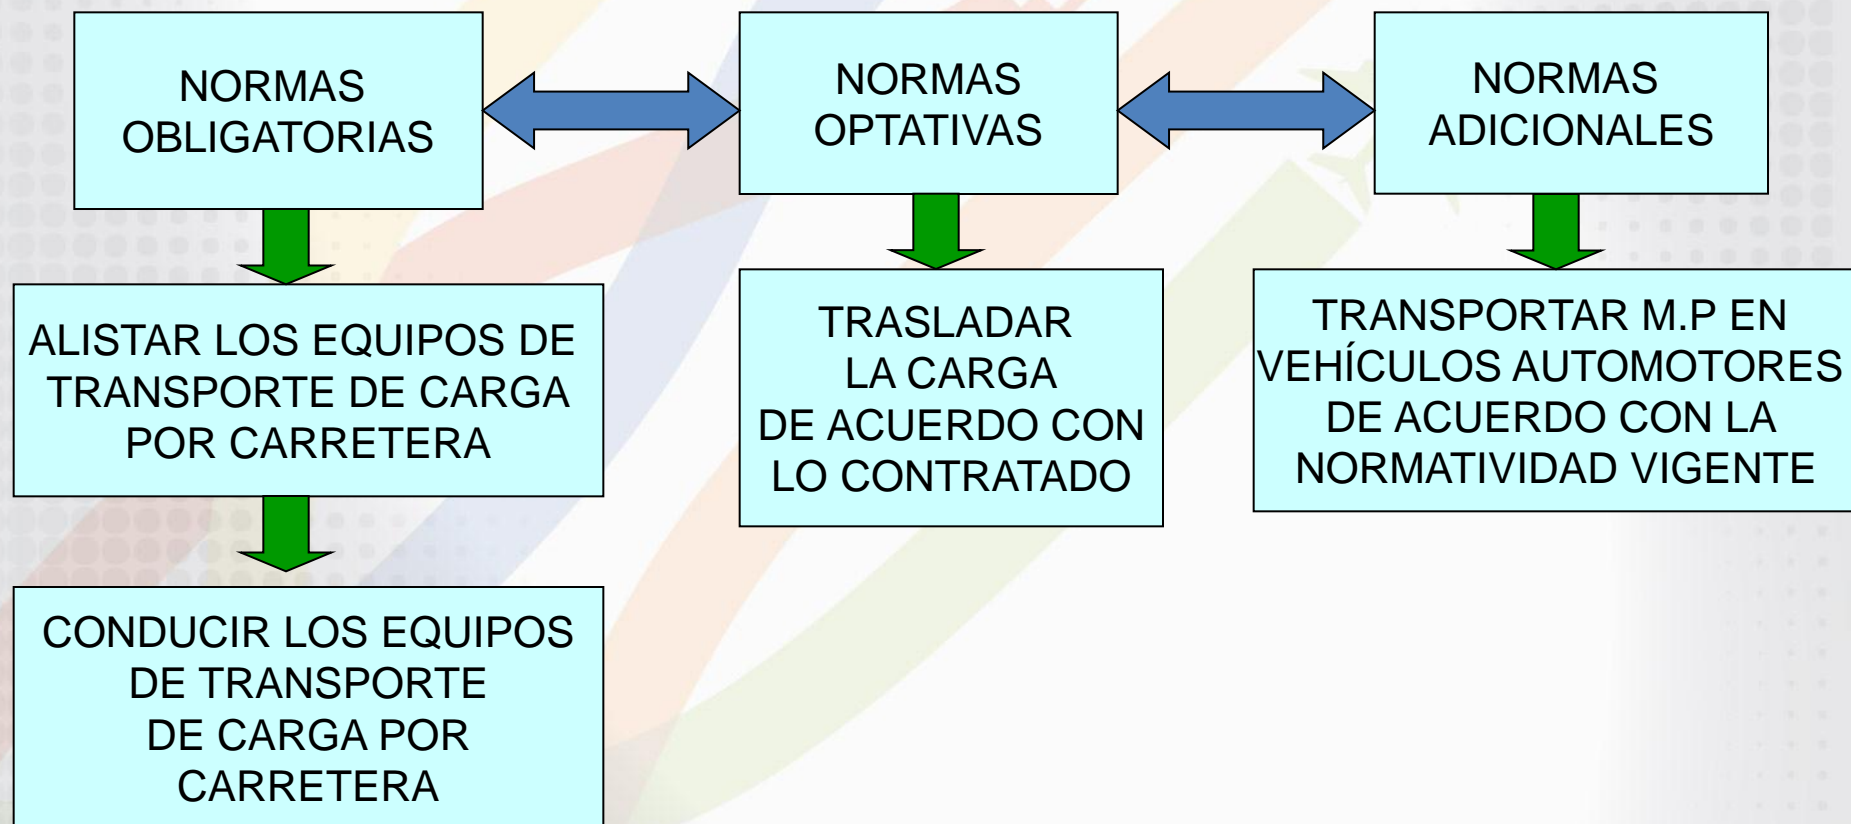 NORMAS
OBLIGATORIAS
NORMAS
OPTATIVAS
NORMAS
ADICIONALES
ALISTAR LOS EQUIPOS DE
TRANSPORTE DE CARGA
POR CARRETERA
TRASLADAR
LA CARGA
DE ACUERDO CON
LO CONTRATADO
TRANSPORTAR M.P EN
VEHÍCULOS AUTOMOTORES
DE ACUERDO CON LA
NORMATIVIDAD VIGENTE
CONDUCIR LOS EQUIPOS
DE TRANSPORTE
DE CARGA POR
CARRETERA